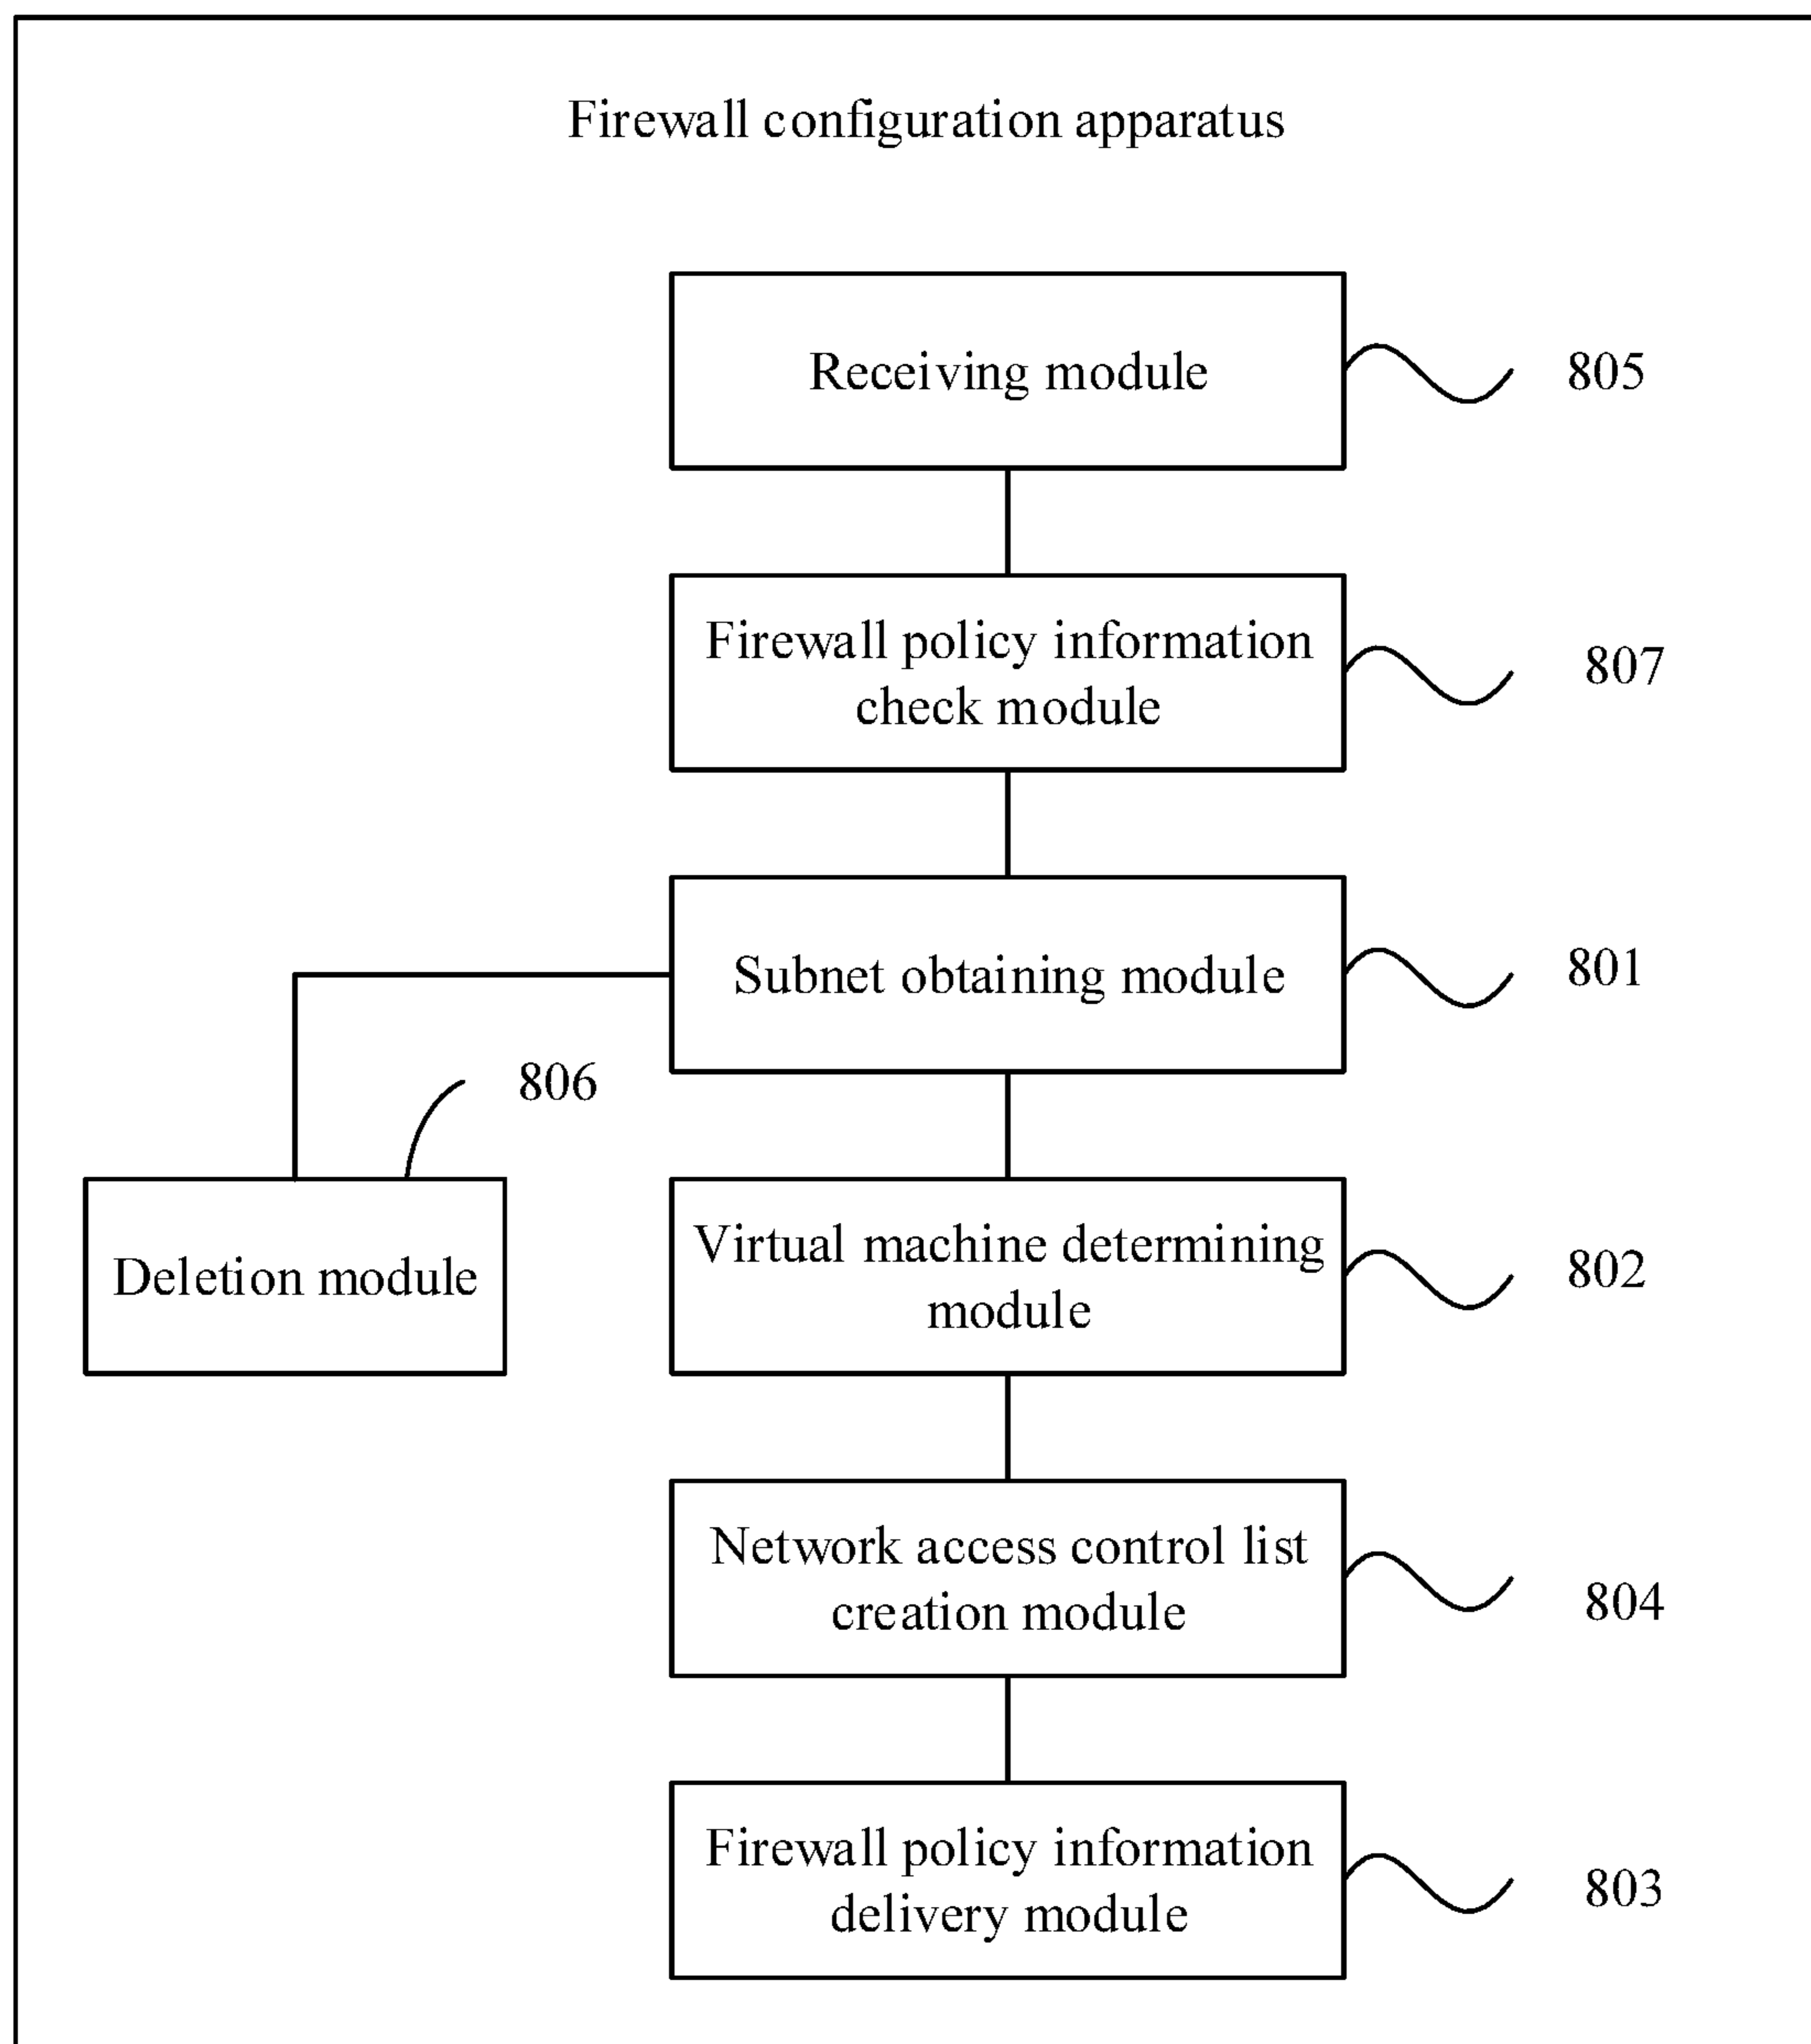 Firewall configuration apparatus
Receiving module
805
Firewall policy information
check module
807
Subnet obtaining module
801
806
Deletion module
Virtual machine determining
module
802
Network access control list
creation module
804
Firewall policy information
delivery module
803